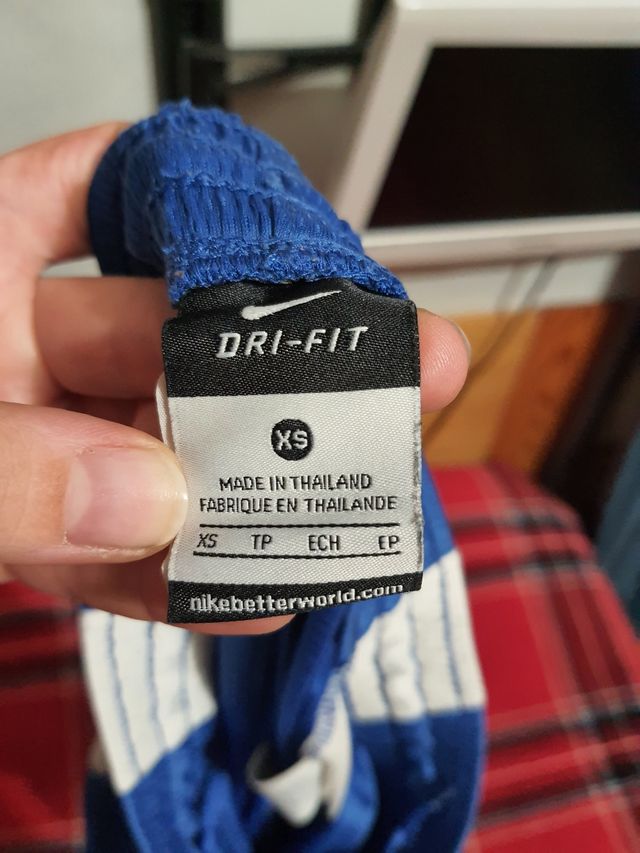 DRI-FIT
XS
MADE IN THAILAND
FABRIQUE EN THAILANDE
XS TP ECH EP
nikebetterworld.com